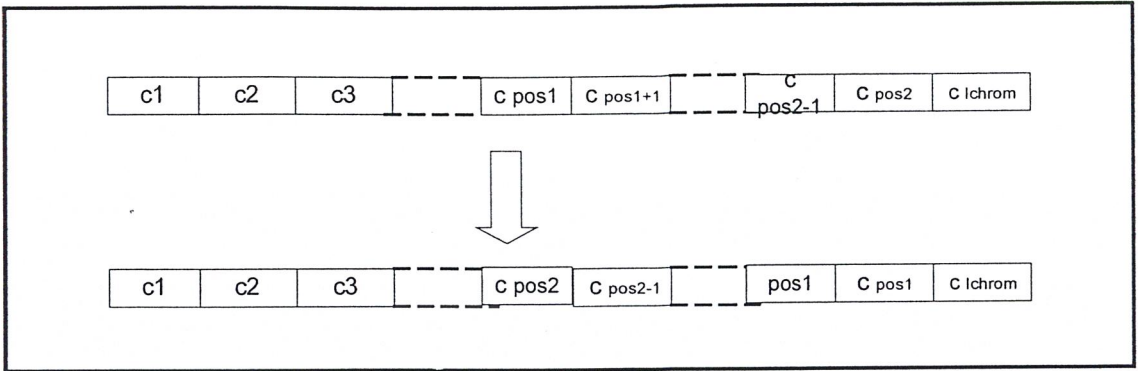 c1 c2 c3 C pos1 C pos1+1 C pos2-1 C pos2 C lchrom
c1 c2 c3 C pos2 C pos2-1 pos1 C pos1 C lchrom